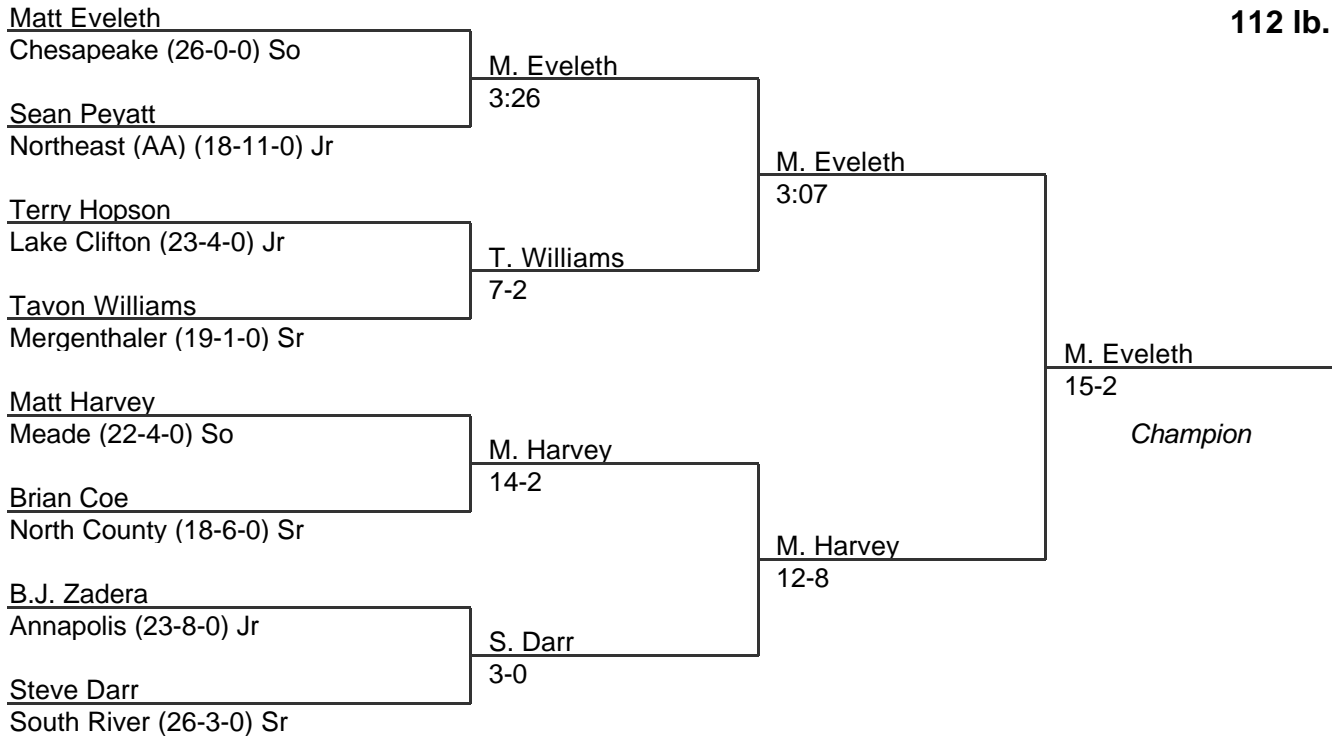 112 lb.
Matt Eveleth
Chesapeake (26-0-0) So
Sean Peyatt
Northeast (AA) (18-11-0) Jr
Terry Hopson
Lake Clifton (23-4-0) Jr
Tavon Williams
Mergenthaler (19-1-0) Sr
Matt Harvey
Meade (22-4-0) So
Brian Coe
North County (18-6-0) Sr
B.J. Zadera
Annapolis (23-8-0) Jr
Steve Darr
South River (26-3-0) Sr
M. Eveleth
3:26
T. Williams
7-2
M. Harvey
14-2
S. Darr
3-0
M. Eveleth
3:07
M. Harvey
12-8
M. Eveleth
15-2
Champion